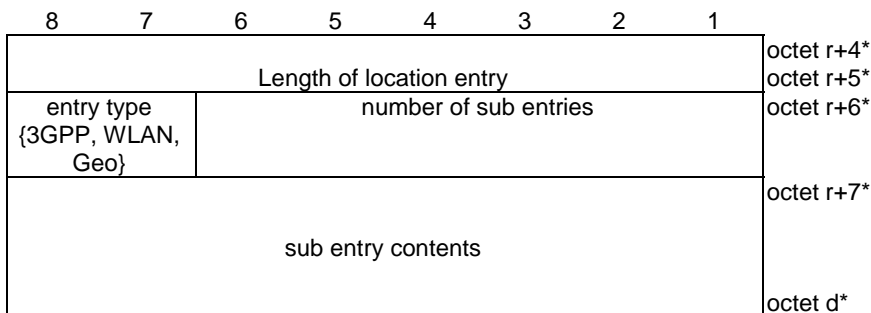 8 7 6 5 4 3 2 1
octet r+4*
Length of location entry octet r+5*
entry type number of sub entries octet r+6*
{3GPP, WLAN,
Geo}
octet r+7*
sub entry contents
octet d*